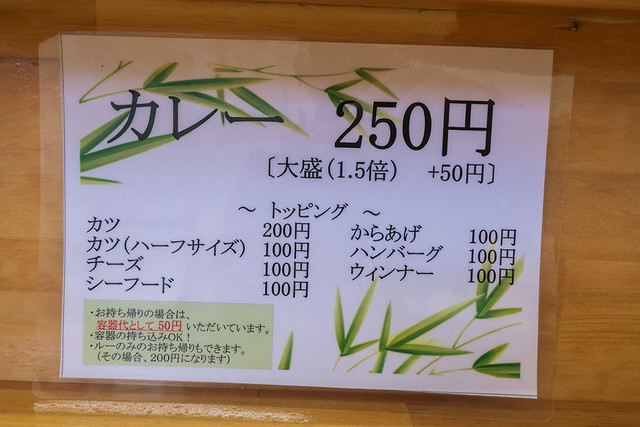 カレー 250円
〔大盛(1.5倍) +50円〕
～ トッピング ～
カツ 200円
カツ(ハーフサイズ) 100円
チーズ 100円
シーフード 100円
からあげ 100円
ハンバーグ 100円
ウィンナー 100円
・お持ち帰りの場合は、
容器代として50円 いただいています。
・容器の持ち込みOK！
・ルーのみのお持ち帰りもできます。
(その場合、200円になります)